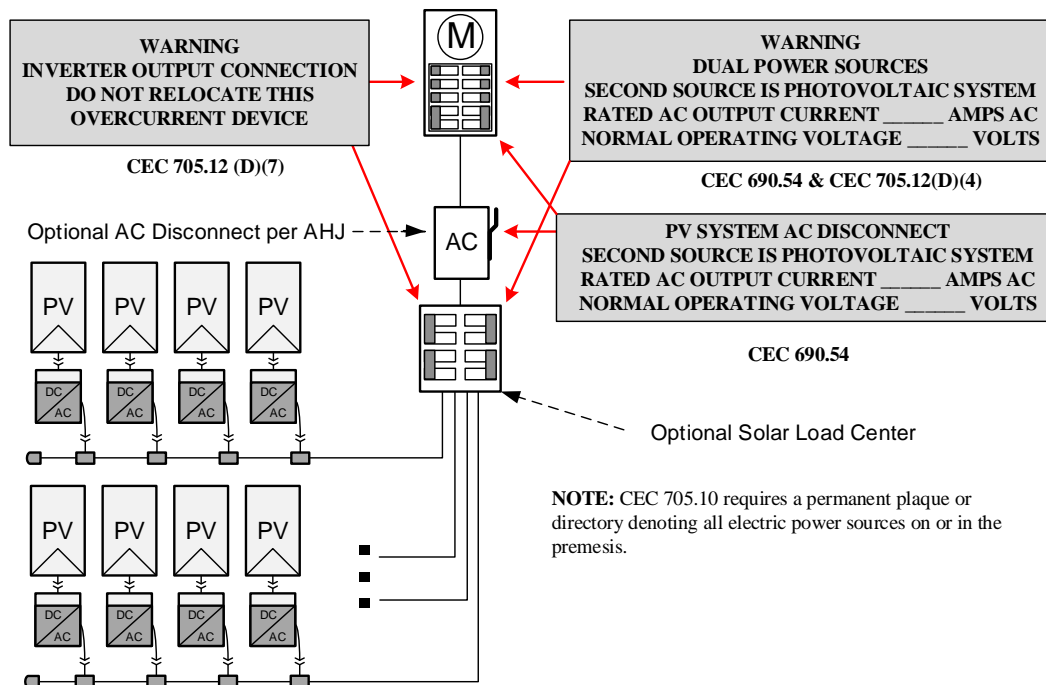 WARNING
INVERTER OUTPUT CONNECTION
DO NOT RELOCATE THIS
OVERCURRENT DEVICE
CEC 705.12 (D)(7)
M
WARNING
DUAL POWER SOURCES
SECOND SOURCE IS PHOTOVOLTAIC SYSTEM
RATED AC OUTPUT CURRENT ______ AMPS AC
NORMAL OPERATING VOLTAGE ______ VOLTS
CEC 690.54 & CEC 705.12(D)(4)
Optional AC Disconnect per AHJ
AC
PV SYSTEM AC DISCONNECT
SECOND SOURCE IS PHOTOVOLTAIC SYSTEM
RATED AC OUTPUT CURRENT ______ AMPS AC
NORMAL OPERATING VOLTAGE ______ VOLTS
CEC 690.54
PV PV PV PV
DC DC DC DC
AC AC AC AC
Optional Solar Load Center
NOTE: CEC 705.10 requires a permanent plaque or
directory denoting all electric power sources on or in the
premesis.
PV PV PV PV
DC DC DC DC
AC AC AC AC